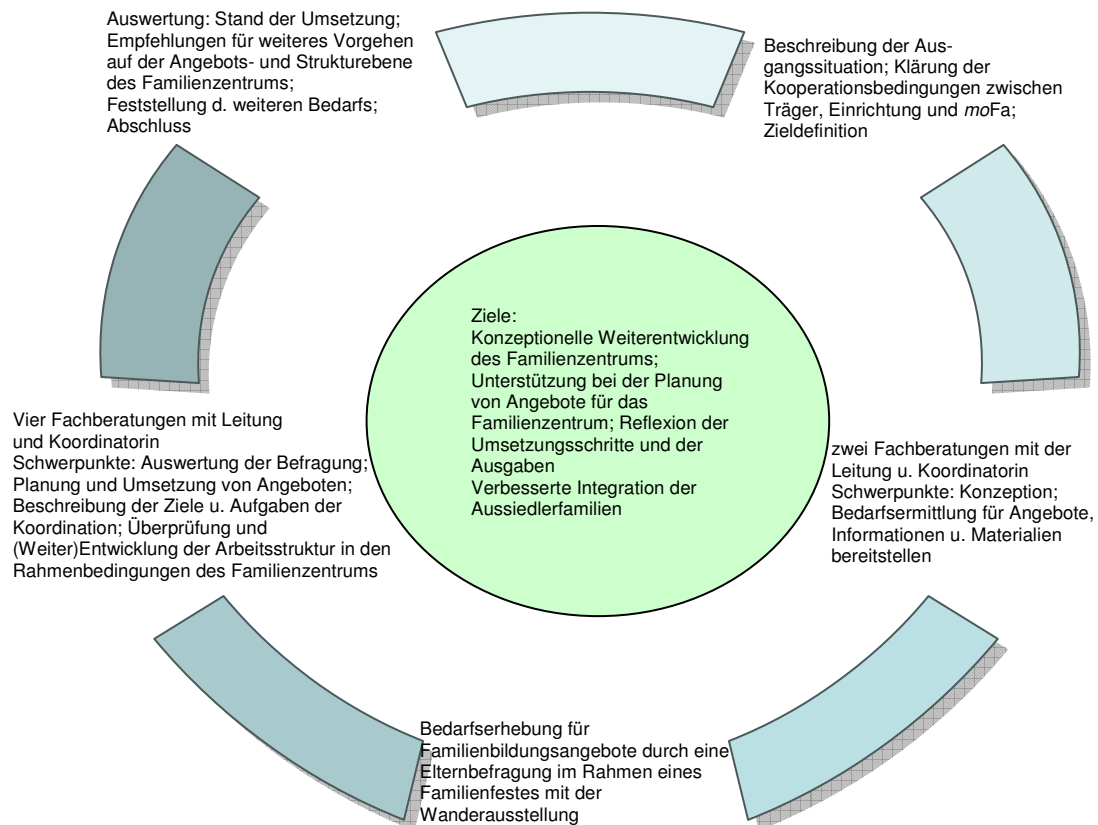 Auswertung: Stand der Umsetzung;
Empfehlungen für weiteres Vorgehen
auf der Angebots- und Strukturebene
des Familienzentrums;
Feststellung d. weiteren Bedarfs;
Abschluss
Beschreibung der Aus-
gangssituation; Klärung der
Kooperationsbedingungen zwischen
Träger, Einrichtung und moFa;
Zieldefinition
Ziele:
Konzeptionelle Weiterentwicklung
des Familienzentrums;
Unterstützung bei der Planung
von Angebote für das
Familienzentrum; Reflexion der
Umsetzungsschritte und der
Ausgaben
Verbesserte Integration der
Aussiedlerfamilien
Vier Fachberatungen mit Leitung
und Koordinatorin
Schwerpunkte: Auswertung der Befragung;
Planung und Umsetzung von Angeboten;
Beschreibung der Ziele u. Aufgaben der
Koordination; Überprüfung und
(Weiter)Entwicklung der Arbeitsstruktur in den
Rahmenbedingungen des Familienzentrums
zwei Fachberatungen mit der
Leitung u. Koordinatorin
Schwerpunkte: Konzeption;
Bedarfsermittlung für Angebote,
Informationen u. Materialien
bereitstellen
Bedarfserhebung für
Familienbildungsangebote durch eine
Elternbefragung im Rahmen eines
Familienfestes mit der
Wanderausstellung